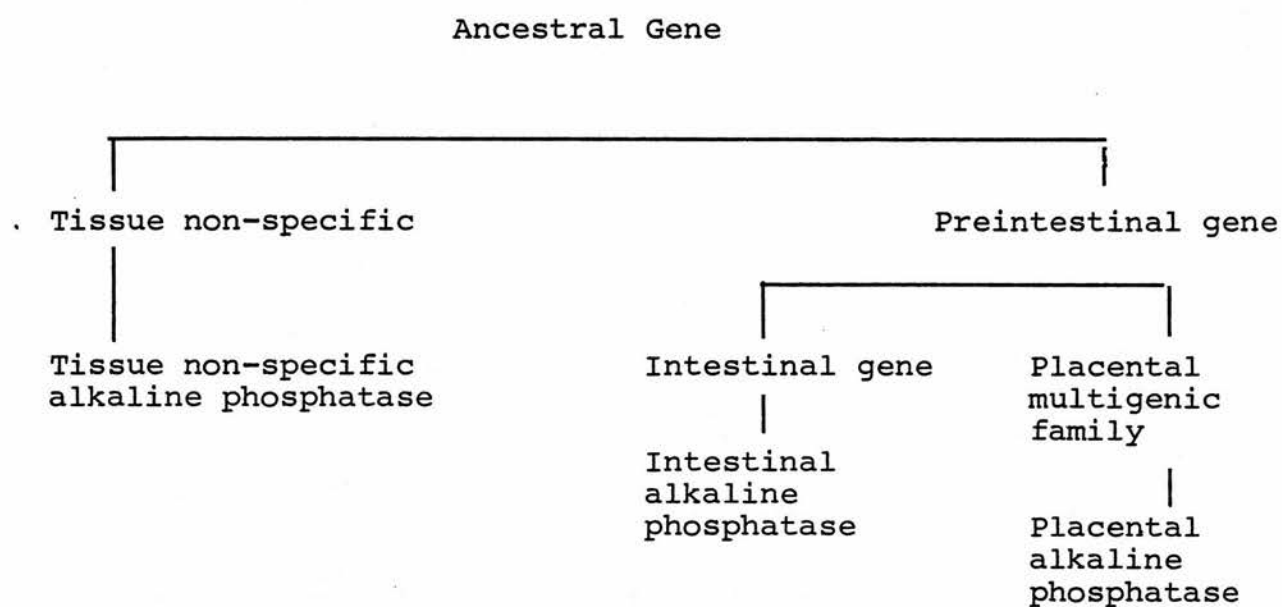 Ancestral Gene
Tissue non-specific
Preintestinal gene
Tissue non-specific
alkaline phosphatase
Intestinal gene
Intestinal
alkaline
phosphatase
Placental
multigenic
family
Placental
alkaline
phosphatase